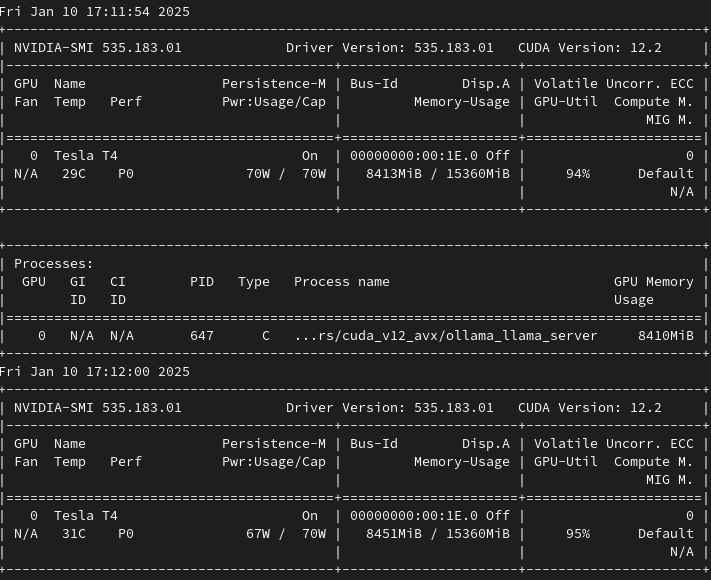 Fri Jan 10 17:11:54 2025
+---------------------------------------------------------------------------------------+
| NVIDIA-SMI 535.183.01             Driver Version: 535.183.01   CUDA Version: 12.2     |
|-----------------------------------------+----------------------+----------------------+
| GPU  Name                 Persistence-M | Bus-Id        Disp.A | Volatile Uncorr. ECC |
| Fan  Temp   Perf          Pwr:Usage/Cap |         Memory-Usage | GPU-Util  Compute M. |
|                                         |                      |               MIG M. |
|=========================================+======================+======================|
|   0  Tesla T4                       On  | 00000000:00:1E.0 Off |                    0 |
| N/A   29C    P0              70W /  70W |   8413MiB / 15360MiB |     94%      Default |
|                                         |                      |                  N/A |
+-----------------------------------------+----------------------+----------------------+

+---------------------------------------------------------------------------------------+
| Processes:                                                                            |
|  GPU   GI   CI        PID   Type   Process name                            GPU Memory |
|        ID   ID                                                             Usage      |
|=======================================================================================|
|    0   N/A  N/A       647      C   ...rs/cuda_v12_avx/ollama_llama_server     8410MiB |
+---------------------------------------------------------------------------------------+
Fri Jan 10 17:12:00 2025
+---------------------------------------------------------------------------------------+
| NVIDIA-SMI 535.183.01             Driver Version: 535.183.01   CUDA Version: 12.2     |
|-----------------------------------------+----------------------+----------------------+
| GPU  Name                 Persistence-M | Bus-Id        Disp.A | Volatile Uncorr. ECC |
| Fan  Temp   Perf          Pwr:Usage/Cap |         Memory-Usage | GPU-Util  Compute M. |
|                                         |                      |               MIG M. |
|=========================================+======================+======================|
|   0  Tesla T4                       On  | 00000000:00:1E.0 Off |                    0 |
| N/A   31C    P0              67W /  70W |   8451MiB / 15360MiB |     95%      Default |
|                                         |                      |                  N/A |
+-----------------------------------------+----------------------+----------------------+